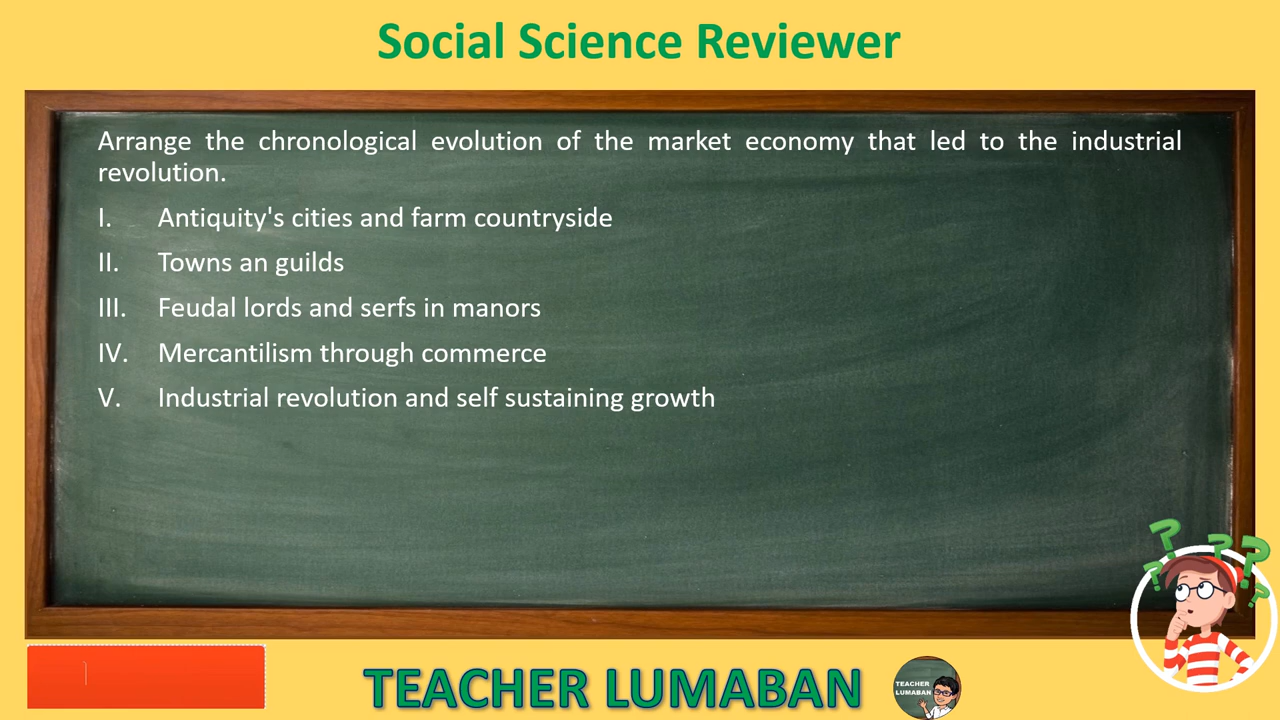 Social Science Reviewer
Arrange the chronological evolution of the market economy that led to the industrial
revolution.
I. Antiquity's cities and farm countryside
II. Towns an guilds
III. Feudal lords and serfs in manors
IV. Mercantilism through commerce
V. Industrial revolution and self sustaining growth
TEACHER LUMABAN
TEACHER
LUMABAN